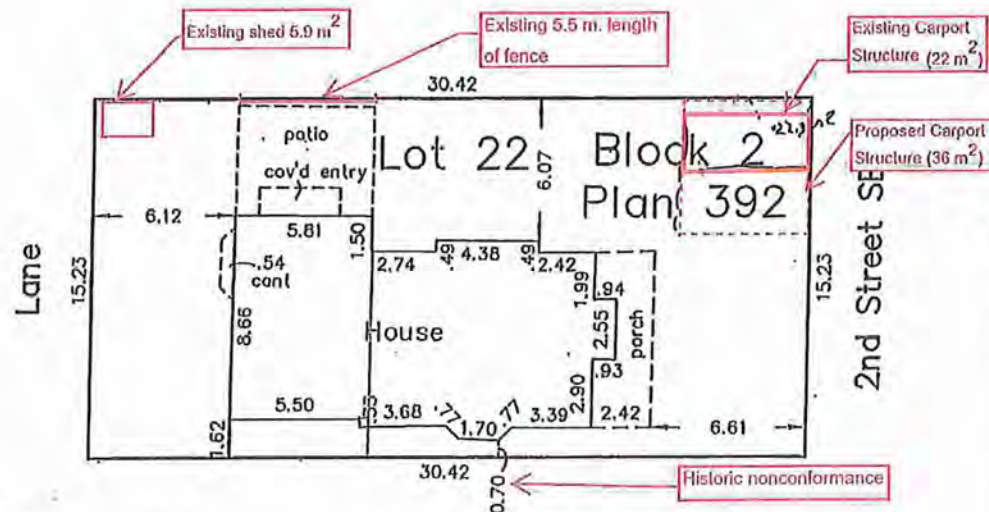 Existing shed 5.9 m²
Existing 5.5 m. length
of fence
Existing Carport
Structure (22 m²)
30.42
patio
Lot 22
Block 2
Proposed Carport
Structure (36 m²)
cov'd entry
6.07
Plan 392
6.12
5.81
1.50
2.74
.49
4.38
.49
2.42
.54
cant
1.99
.94
Lane
15.23
8.66
House
2.55
porch
15.23
2nd Street SE
.93
2.90
5.50
3.68
.77
1.70
.77
3.39
2.42
6.61
1.62
30.42
0.70
Historic nonconformance